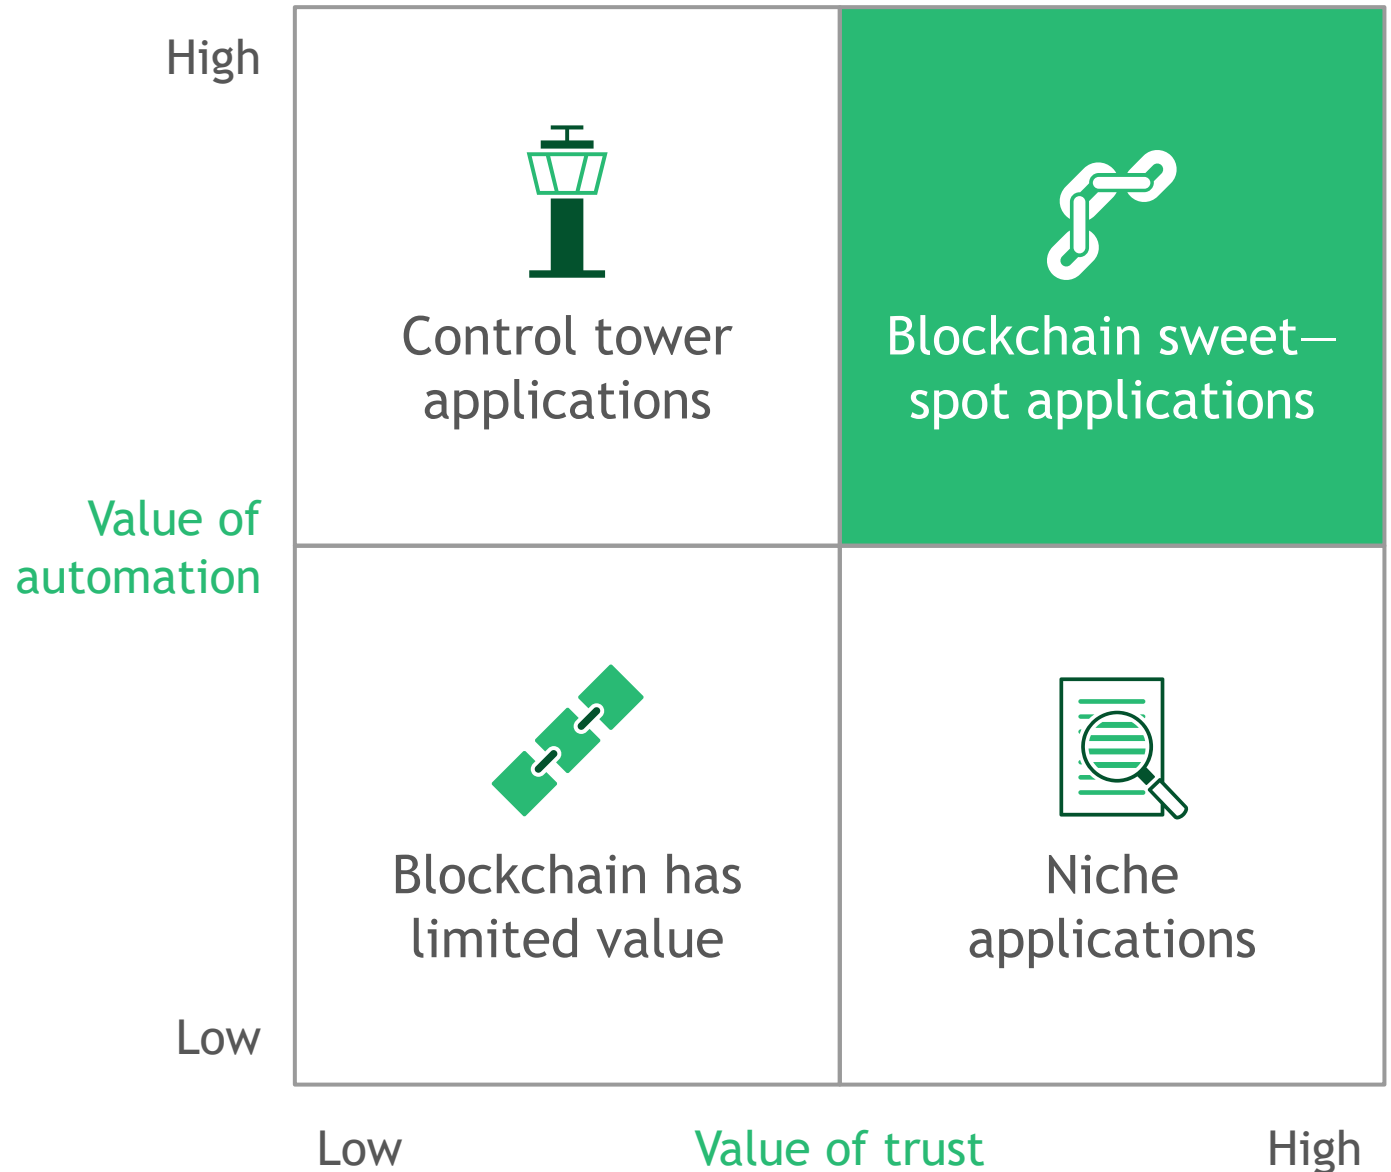 High
Control tower
applications
Blockchain sweet—
spot applications
Value of
automation
Blockchain has
limited value
Niche
applications
Low
Low
Value of trust
High